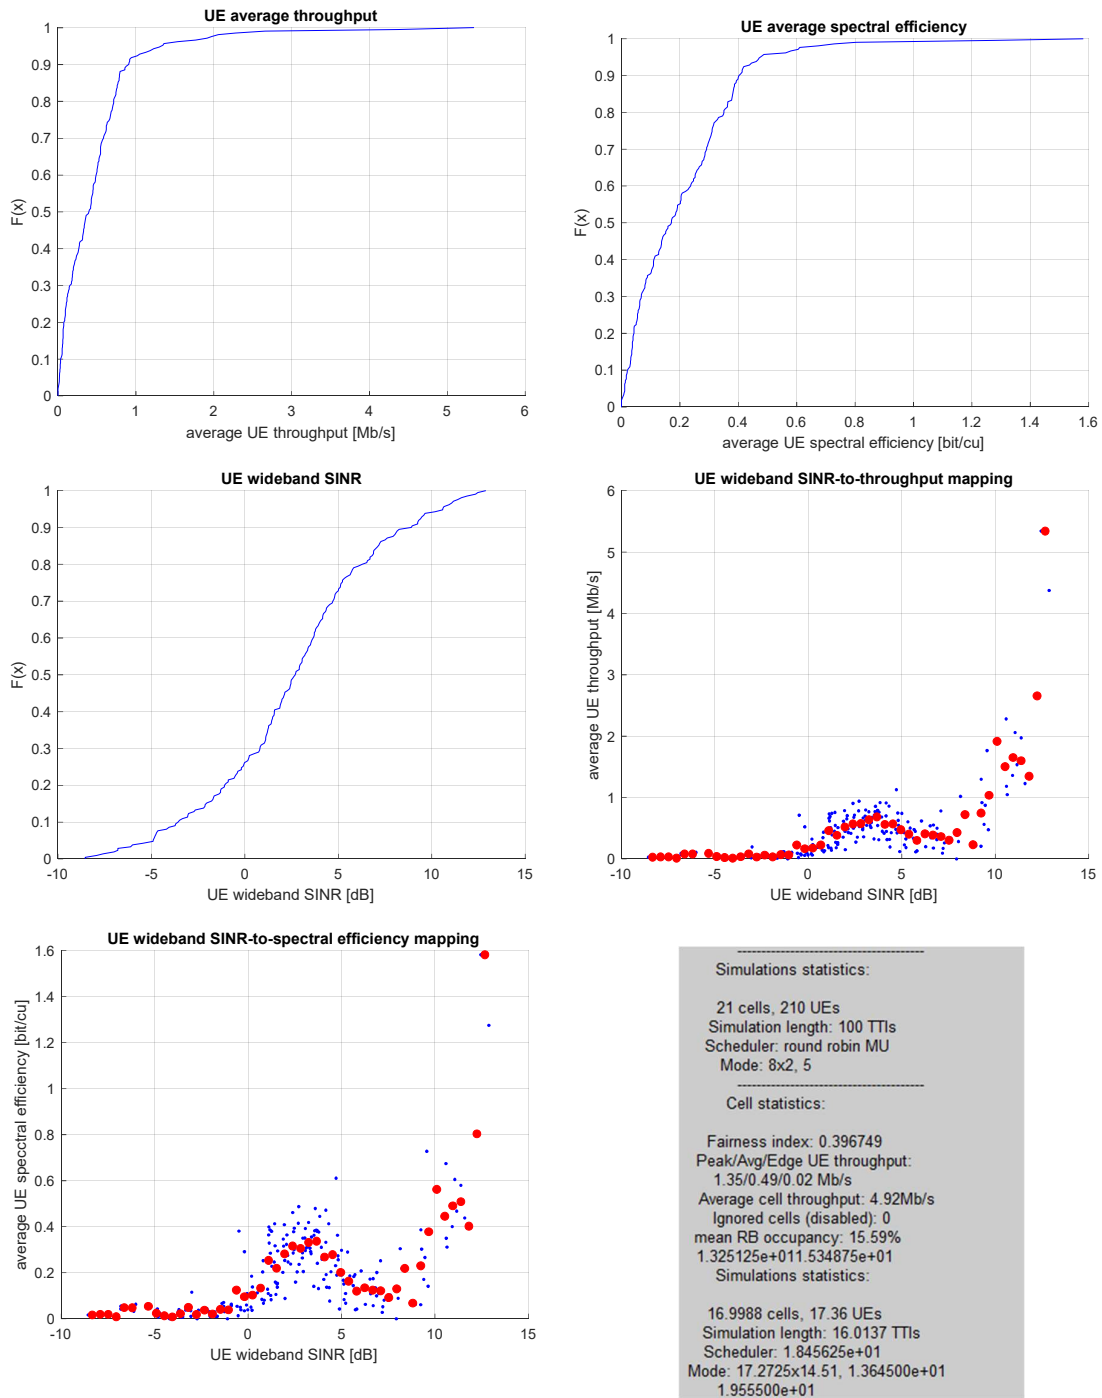 UE average throughput
1
0.9
0.8
0.7
0.6
0.5
0.4
0.3
0.2
0.1
0
F(x)
0 1 2 3 4 5 6
average UE throughput [Mb/s]
UE average spectral efficiency
1
0.9
0.8
0.7
0.6
0.5
0.4
0.3
0.2
0.1
0
F(x)
0 0.2 0.4 0.6 0.8 1 1.2 1.4 1.6
average UE spectral efficiency [bit/cu]
UE wideband SINR
1
0.9
0.8
0.7
0.6
0.5
0.4
0.3
0.2
0.1
0
F(x)
-10 -5 0 5 10 15
UE wideband SINR [dB]
UE wideband SINR-to-throughput mapping
6
5
4
3
2
1
0
average UE throughput [Mb/s]
-10 -5 0 5 10 15
UE wideband SINR [dB]
UE wideband SINR-to-spectral efficiency mapping
1.6
1.4
1.2
1
0.8
0.6
0.4
0.2
0
average UE specctral efficiency [bit/cu]
-10 -5 0 5 10 15
UE wideband SINR [dB]
---------------------------------------
Simulations statistics:
21 cells, 210 UEs
Simulation length: 100 TTIs
Scheduler: round robin MU
Mode: 8x2, 5
---------------------------------------
Cell statistics:
Fairness index: 0.396749
Peak/Avg/Edge UE throughput:
1.35/0.49/0.02 Mb/s
Average cell throughput: 4.92Mb/s
Ignored cells (disabled): 0
mean RB occupancy: 15.59%
1.325125e+011.534875e+01
Simulations statistics:
16.9988 cells, 17.36 UEs
Simulation length: 16.0137 TTIs
Scheduler: 1.845625e+01
Mode: 17.2725x14.51, 1.364500e+01
1.955500e+01